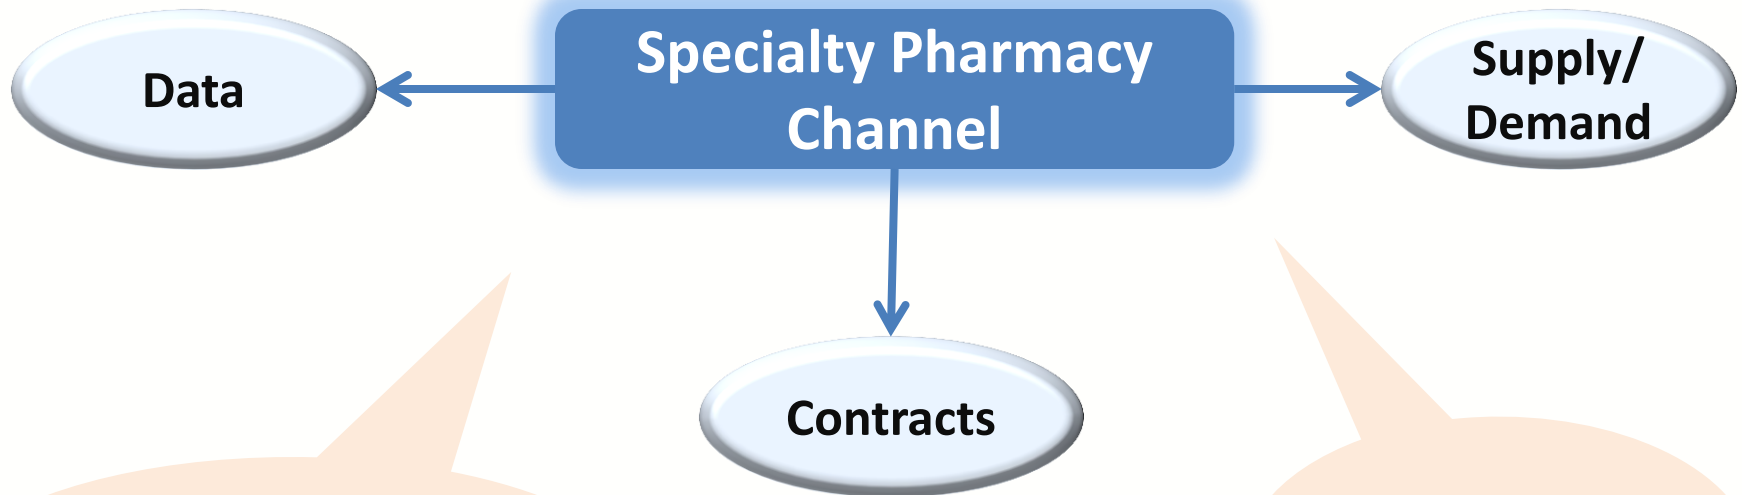 Data
Specialty Pharmacy
Channel
Supply/
Demand
Contracts